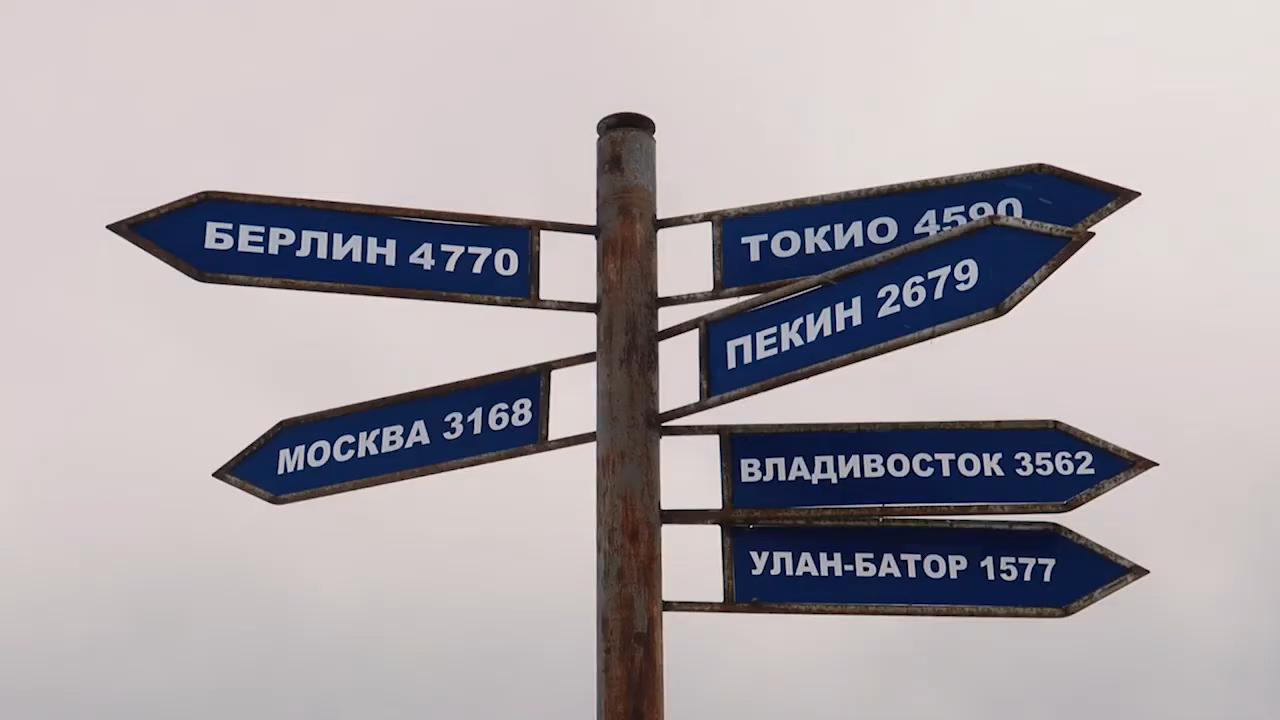 БЕРЛИН 4770
ТОКИО 4590
ПЕКИН 2679
МОСКВА 3168
ВЛАДИВОСТОК 3562
УЛАН-БАТОР 1577